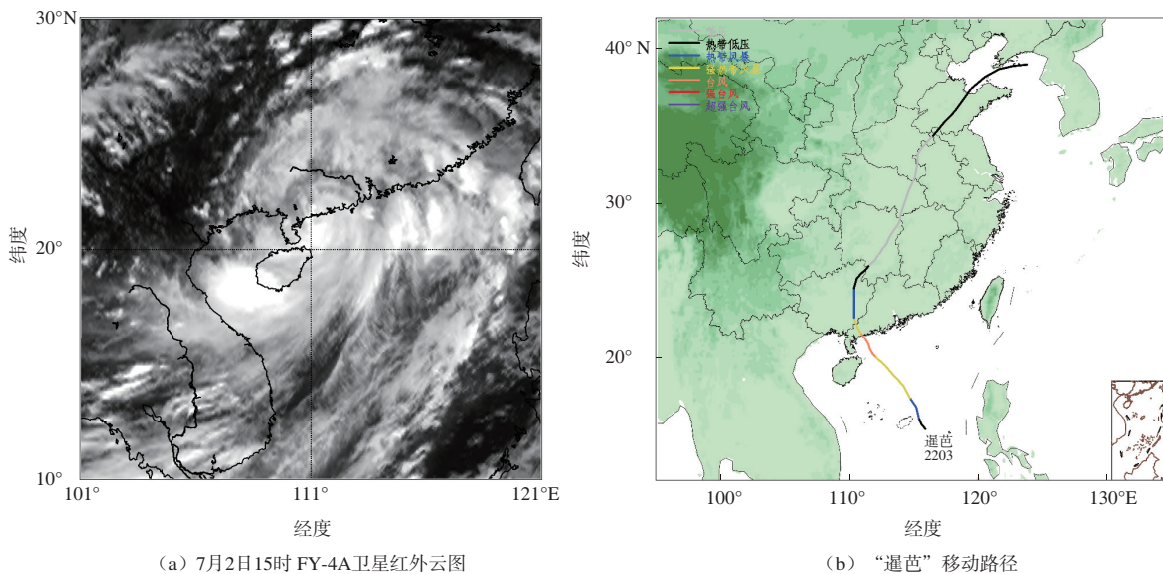 30°N
20°
10°
101°
111°
121°E
纬度
经度
(a) 7月2日15时 FY-4A卫星红外云图
热带低压
热带风暴
强热带风暴
台风
强台风
超强台风
40° N
30°
20°
100°
110°
120°
130°E
纬度
经度
暹芭
2203
(b) “暹芭”移动路径